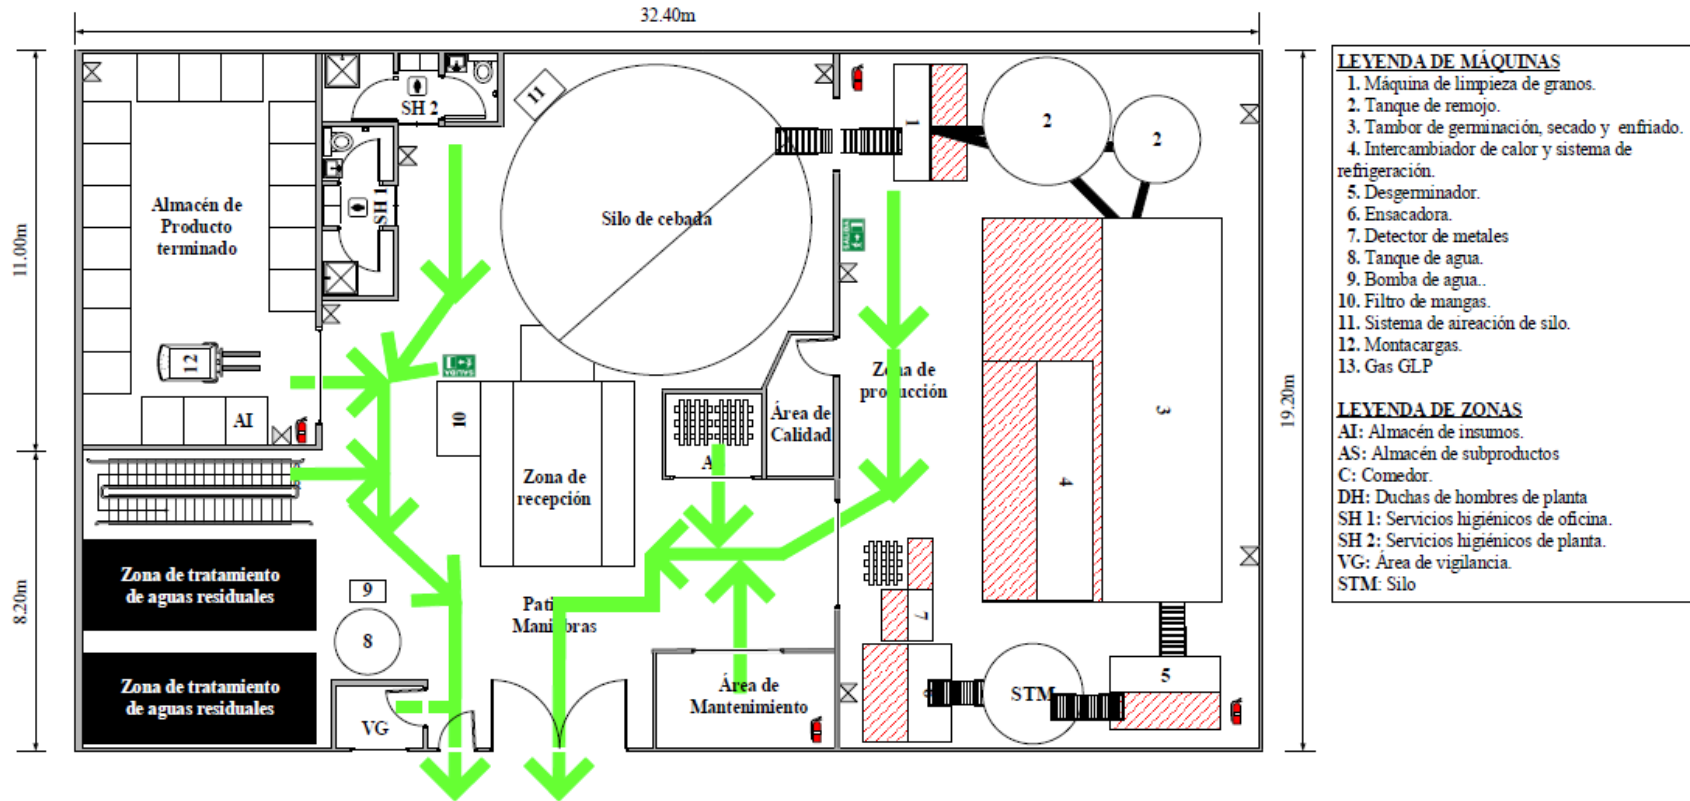 32.40m
11.00m
8.20m
19.20m
SH 2
SH 1
11
1
2
2
Almacén de
Producto
terminado
Silo de cebada
SALIDA
SALIDA
12
AI
10
Zona de
recepción
Área de
Calidad
Zona de
producción
3
4
Zona de tratamiento
de aguas residuales
9
8
Zona de tratamiento
de aguas residuales
VG
Área de
Mantenimiento
7
6
STM
5
LEYENDA DE MÁQUINAS
1. Máquina de limpieza de granos.
2. Tanque de remojo.
3. Tambor de germinación, secado y enfriado.
4. Intercambiador de calor y sistema de
refrigeración.
5. Desgerminador.
6. Ensacadora.
7. Detector de metales
8. Tanque de agua.
9. Bomba de agua..
10. Filtro de mangas.
11. Sistema de aireación de silo.
12. Montacargas.
13. Gas GLP
LEYENDA DE ZONAS
AI: Almacén de insumos.
AS: Almacén de subproductos
C: Comedor.
DH: Duchas de hombres de planta
SH 1: Servicios higiénicos de oficina.
SH 2: Servicios higiénicos de planta.
VG: Área de vigilancia.
STM: Silo